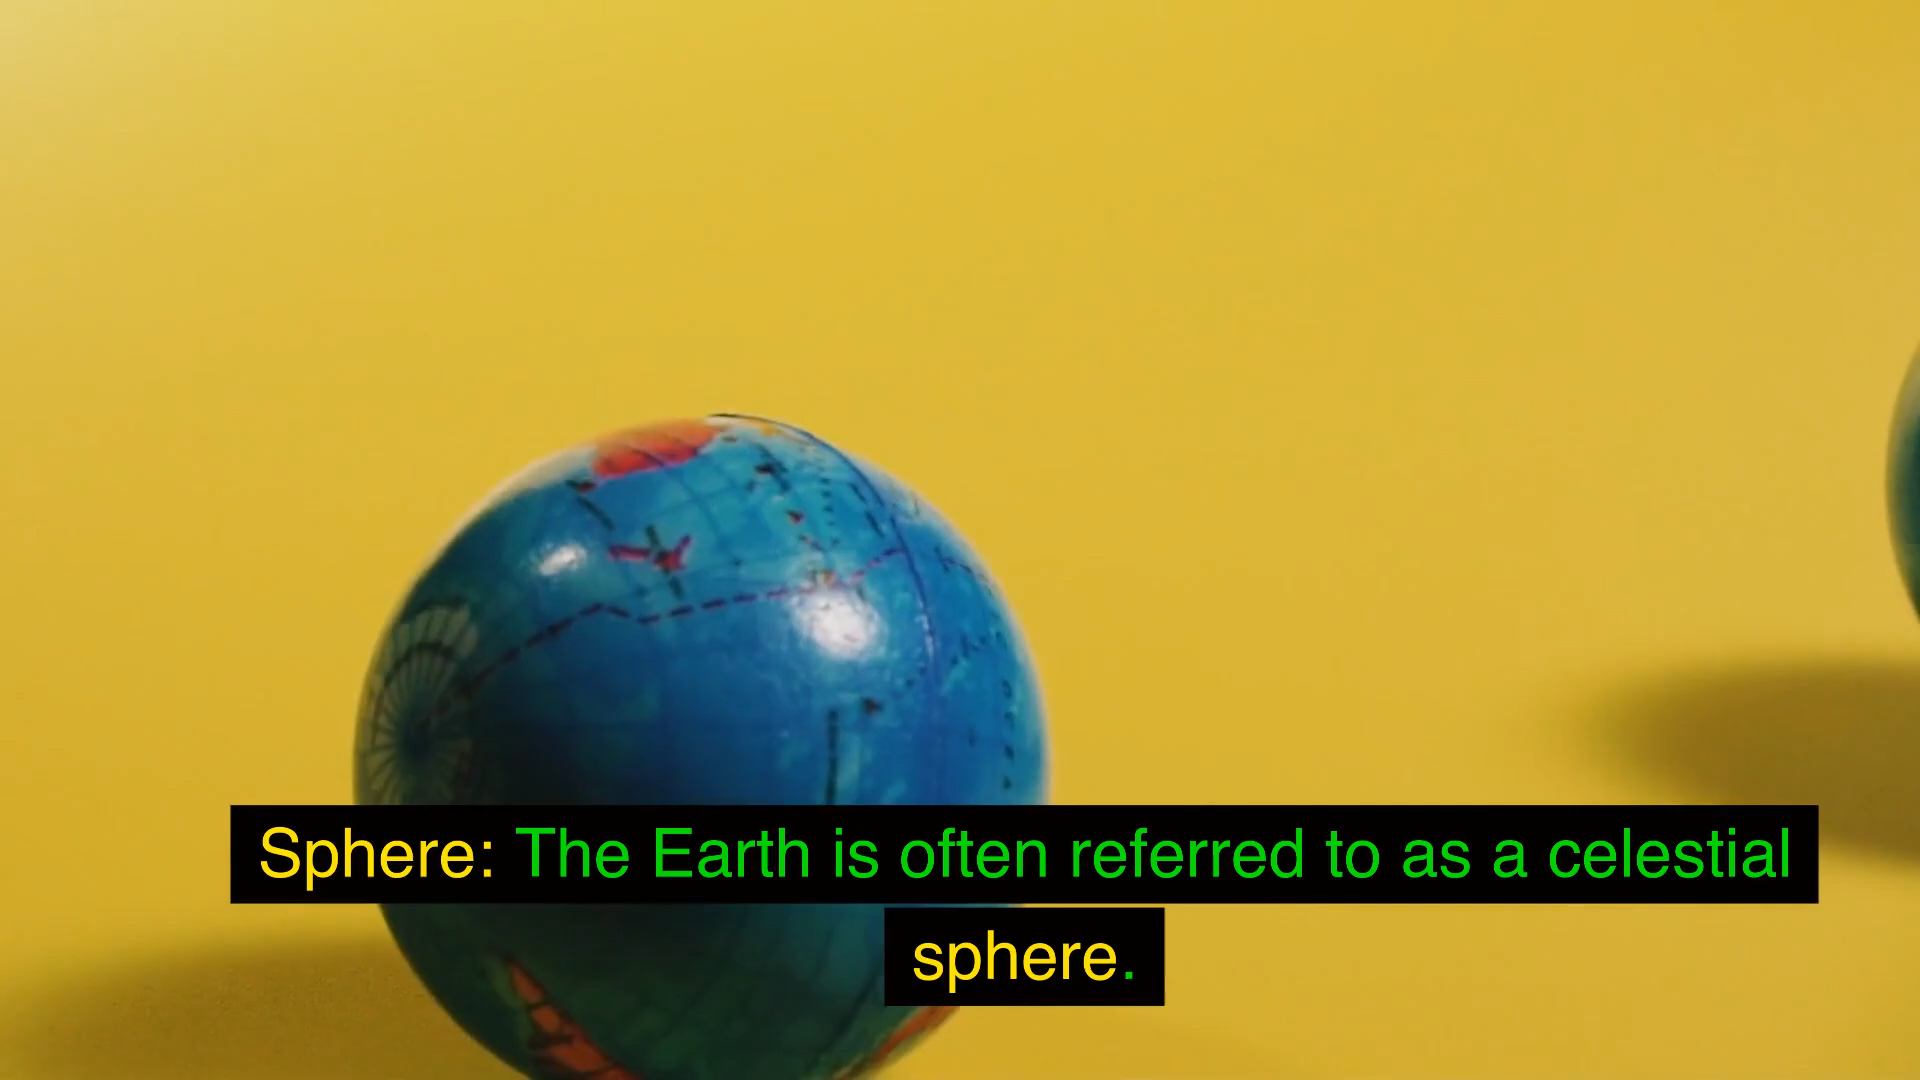 Sphere: The Earth is often referred to as a celestial
sphere.